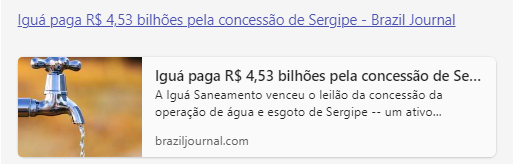 Iguá paga R$ 4,53 bilhões pela concessão de Sergipe - Brazil Journal
Iguá paga R$ 4,53 bilhões pela concessão de Se...
A Iguá Saneamento venceu o leilão da concessão da
operação de água e esgoto de Sergipe -- um ativo...
braziljournal.com